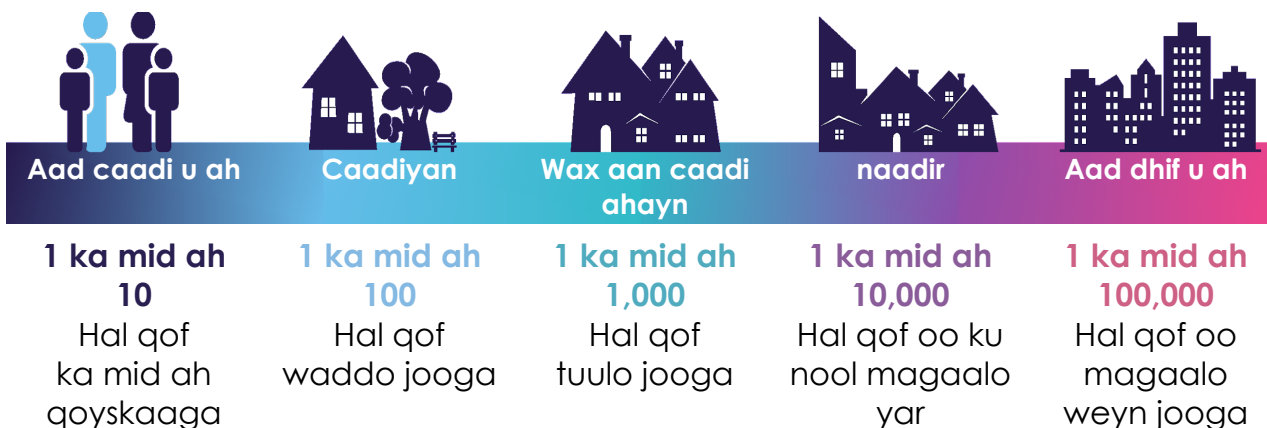 Aad caadi u ah
Caadiyan
Wax aan caadi
ahayn
naadir
Aad dhif u ah
1 ka mid ah
10
Hal qof
ka mid ah
qoyskaaga
1 ka mid ah
100
Hal qof
waddo jooga
1 ka mid ah
1,000
Hal qof
tuulo jooga
1 ka mid ah
10,000
Hal qof oo ku
nool magaalo
yar
1 ka mid ah
100,000
Hal qof oo
magaalo
weyn jooga